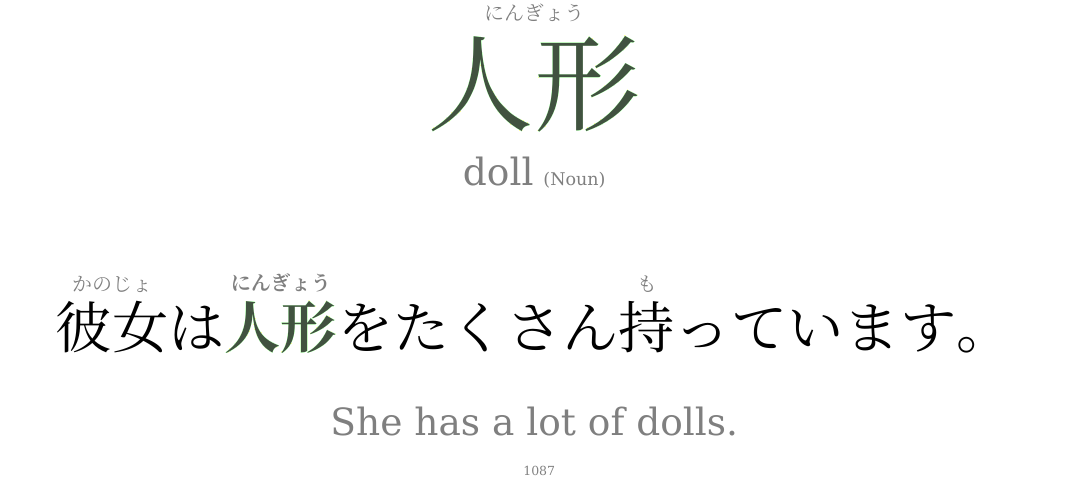 にんぎょう
人形
doll (Noun)
かのじょ にんぎょう も
彼女は人形をたくさん持っています。
She has a lot of dolls.
1087